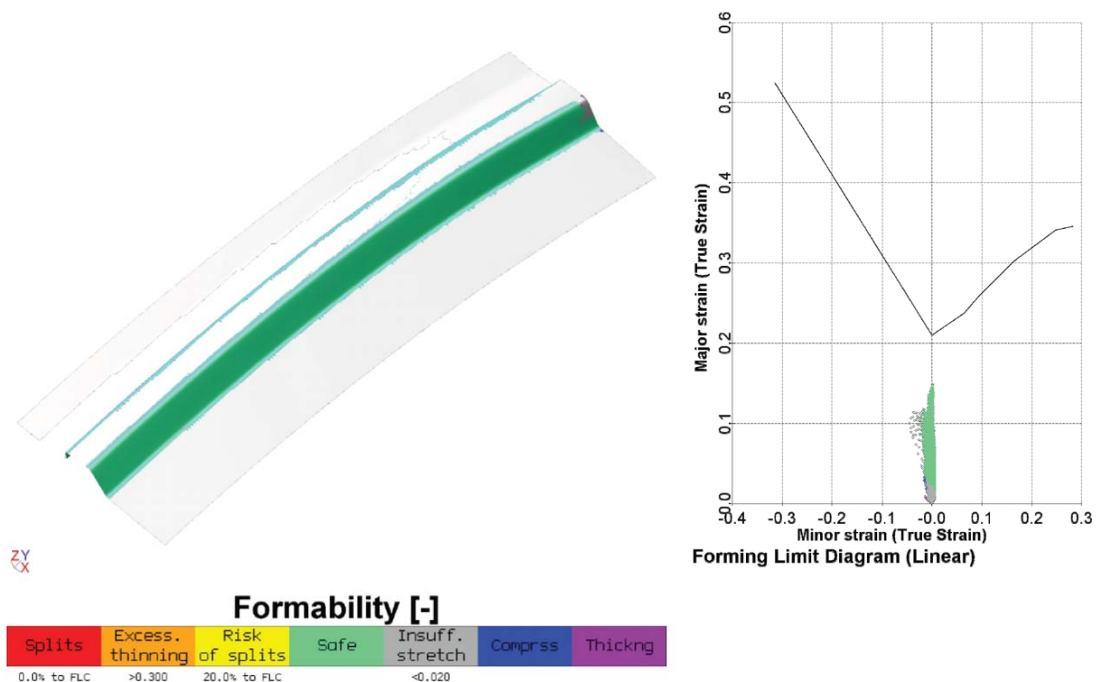 0.6
0.5
0.4
0.3
0.2
0.1
0.0
Major strain (True Strain)
-0.4 -0.3 -0.2 -0.1 -0.0 0.1 0.2 0.3
Minor strain (True Strain)
Forming Limit Diagram (Linear)
ZY
X
Formability [-]
Splits
Excess.
thinning
Risk
of splits
Safe
Insuff.
stretch
Comprss
Thickng
0.0% to FLC >0.300 20.0% to FLC <0.020